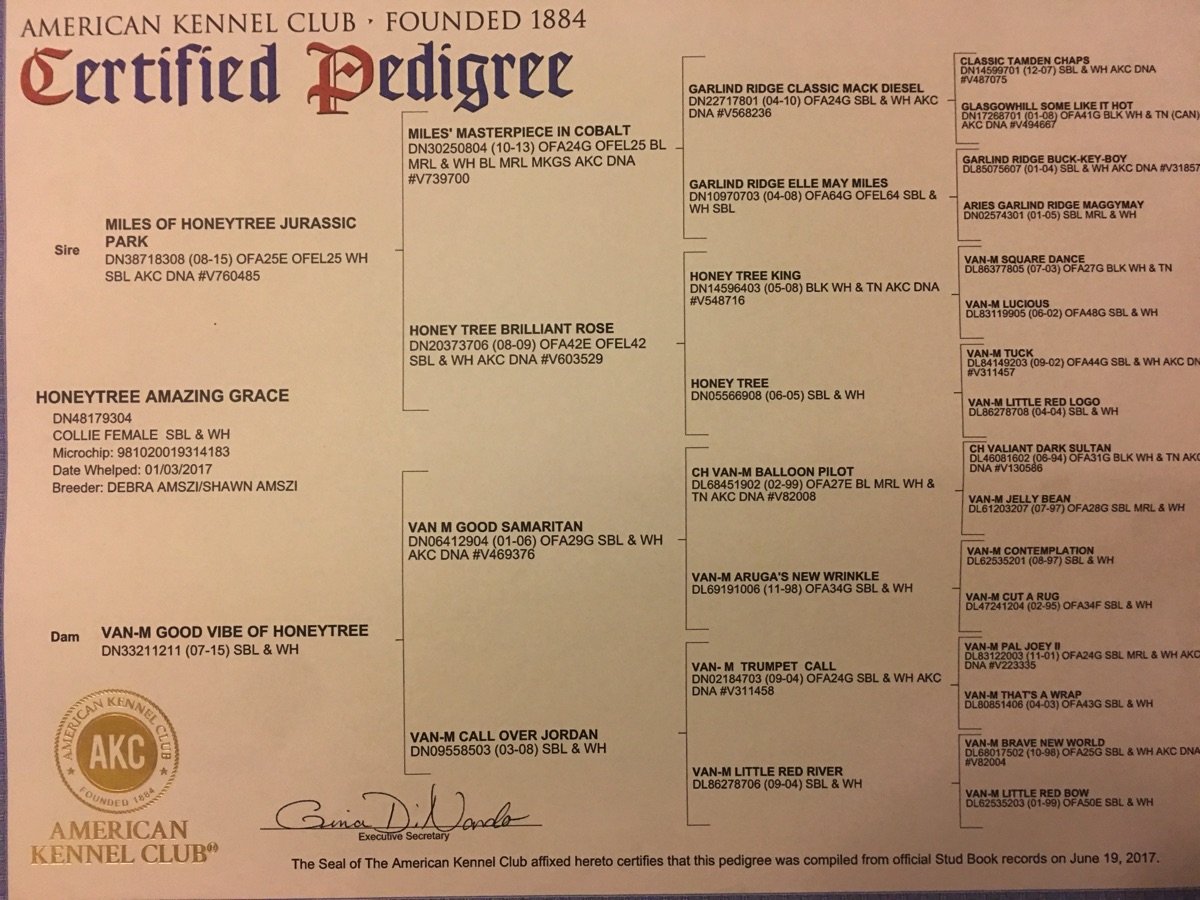 AMERICAN KENNEL CLUB · FOUNDED 1884
Certified Pedigree
Sire
MILES OF HONEYTREE JURASSIC
PARK
DN38718308 (08-15) OFA25E OFEL25 WH
SBL AKC DNA #V760485
HONEYTREE AMAZING GRACE
DN48179304
COLLIE FEMALE SBL & WH
Microchip: 981020019314183
Date Whelped: 01/03/2017
Breeder: DEBRA AMSZI/SHAWN AMSZI
Dam
VAN-M GOOD VIBE OF HONEYTREE
DN33211211 (07-15) SBL & WH
MILES' MASTERPIECE IN COBALT
DN30250804 (10-13) OFA24G OFEL25 BL
MRL & WH BL MRL MKGS AKC DNA
#V739700
HONEY TREE BRILLIANT ROSE
DN20373706 (08-09) OFA42E OFEL42
SBL & WH AKC DNA #V603529
VAN M GOOD SAMARITAN
DN06412904 (01-06) OFA29G SBL & WH
AKC DNA #V469376
VAN-M CALL OVER JORDAN
DN09558503 (03-08) SBL & WH
GARLIND RIDGE CLASSIC MACK DIESEL
DN22717801 (04-10) OFA24G SBL & WH AKC
DNA #V568236
GARLIND RIDGE ELLE MAY MILES
DN10970703 (04-08) OFA64G OFEL64 SBL &
WH SBL
HONEY TREE KING
DN14596403 (05-08) BLK WH & TN AKC DNA
#V548716
HONEY TREE
DN05566908 (06-05) SBL & WH
CH VAN-M BALLOON PILOT
DL68451902 (02-99) OFA27E BL MRL WH &
TN AKC DNA #V82008
VAN-M ARUGA'S NEW WRINKLE
DL69191006 (11-98) OFA34G SBL & WH
VAN- M TRUMPET CALL
DN02184703 (09-04) OFA24G SBL & WH AKC
DNA #V311458
VAN-M LITTLE RED RIVER
DL86278706 (09-04) SBL & WH
CLASSIC TAMDEN CHAPS
DN14599701 (12-07) SBL & WH AKC DNA
#V487075
GLASGOWHILL SOME LIKE IT HOT
DN17268701 (01-08) OFA41G BLK WH & TN (CAN)
AKC DNA #V494667
GARLIND RIDGE BUCK-KEY-BOY
DL85075607 (01-04) SBL & WH AKC DNA #V31857
ARIES GARLIND RIDGE MAGGYMAY
DN02574301 (01-05) SBL MRL & WH
VAN-M SQUARE DANCE
DL86377805 (07-03) OFA27G BLK WH & TN
VAN-M LUCIOUS
DL83119905 (06-02) OFA48G SBL & WH
VAN-M TUCK
DL84149203 (09-02) OFA44G SBL & WH AKC DN
#V311457
VAN-M LITTLE RED LOGO
DL86278708 (04-04) SBL & WH
CH VALIANT DARK SULTAN
DL46081602 (06-94) OFA31G BLK WH & TN AKC
DNA #V130586
VAN-M JELLY BEAN
DL61203207 (07-97) OFA28G SBL MRL & WH
VAN-M CONTEMPLATION
DL62535201 (08-97) SBL & WH
VAN-M CUT A RUG
DL47241204 (02-95) OFA34F SBL & WH
VAN-M PAL JOEY II
DL83122003 (11-01) OFA24G SBL MRL & WH AKC
DNA #V223335
VAN-M THAT'S A WRAP
DL80851406 (04-03) OFA43G SBL & WH
VAN-M BRAVE NEW WORLD
DL68017502 (10-98) OFA25G SBL & WH AKC DNA
#V82004
VAN-M LITTLE RED BOW
DL62535203 (01-99) OFA50E SBL & WH
AMERICAN KENNEL CLUB
AKC
FOUNDED 1884
AMERICAN
KENNEL CLUB®
Gina DiNardo
Executive Secretary
The Seal of The American Kennel Club affixed hereto certifies that this pedigree was compiled from official Stud Book records on June 19, 2017.